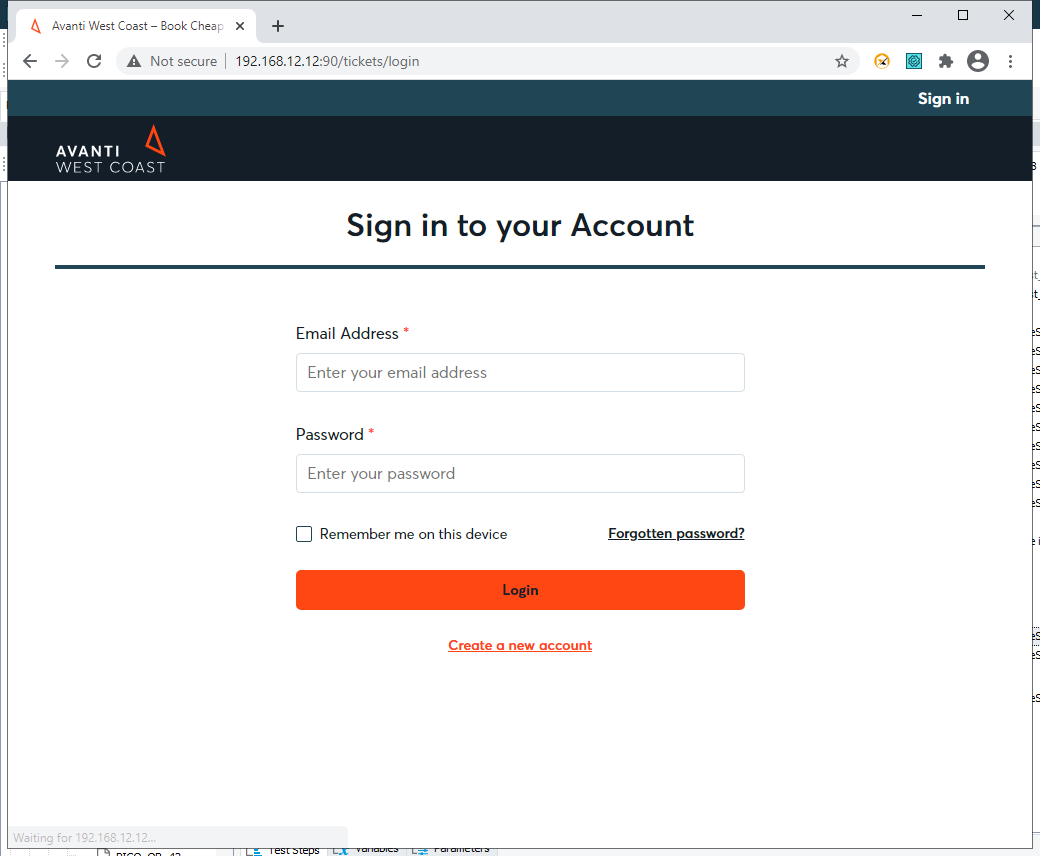 Avanti West Coast – Book Cheap
Not secure
192.168.12.12:90/tickets/login
Sign in
AVANTI
WEST COAST
Sign in to your Account
Email Address *
Enter your email address
Password *
Enter your password
Remember me on this device
Forgotten password?
Login
Create a new account
Waiting for 192.168.12.12...
Test Steps
Variables
Parameters